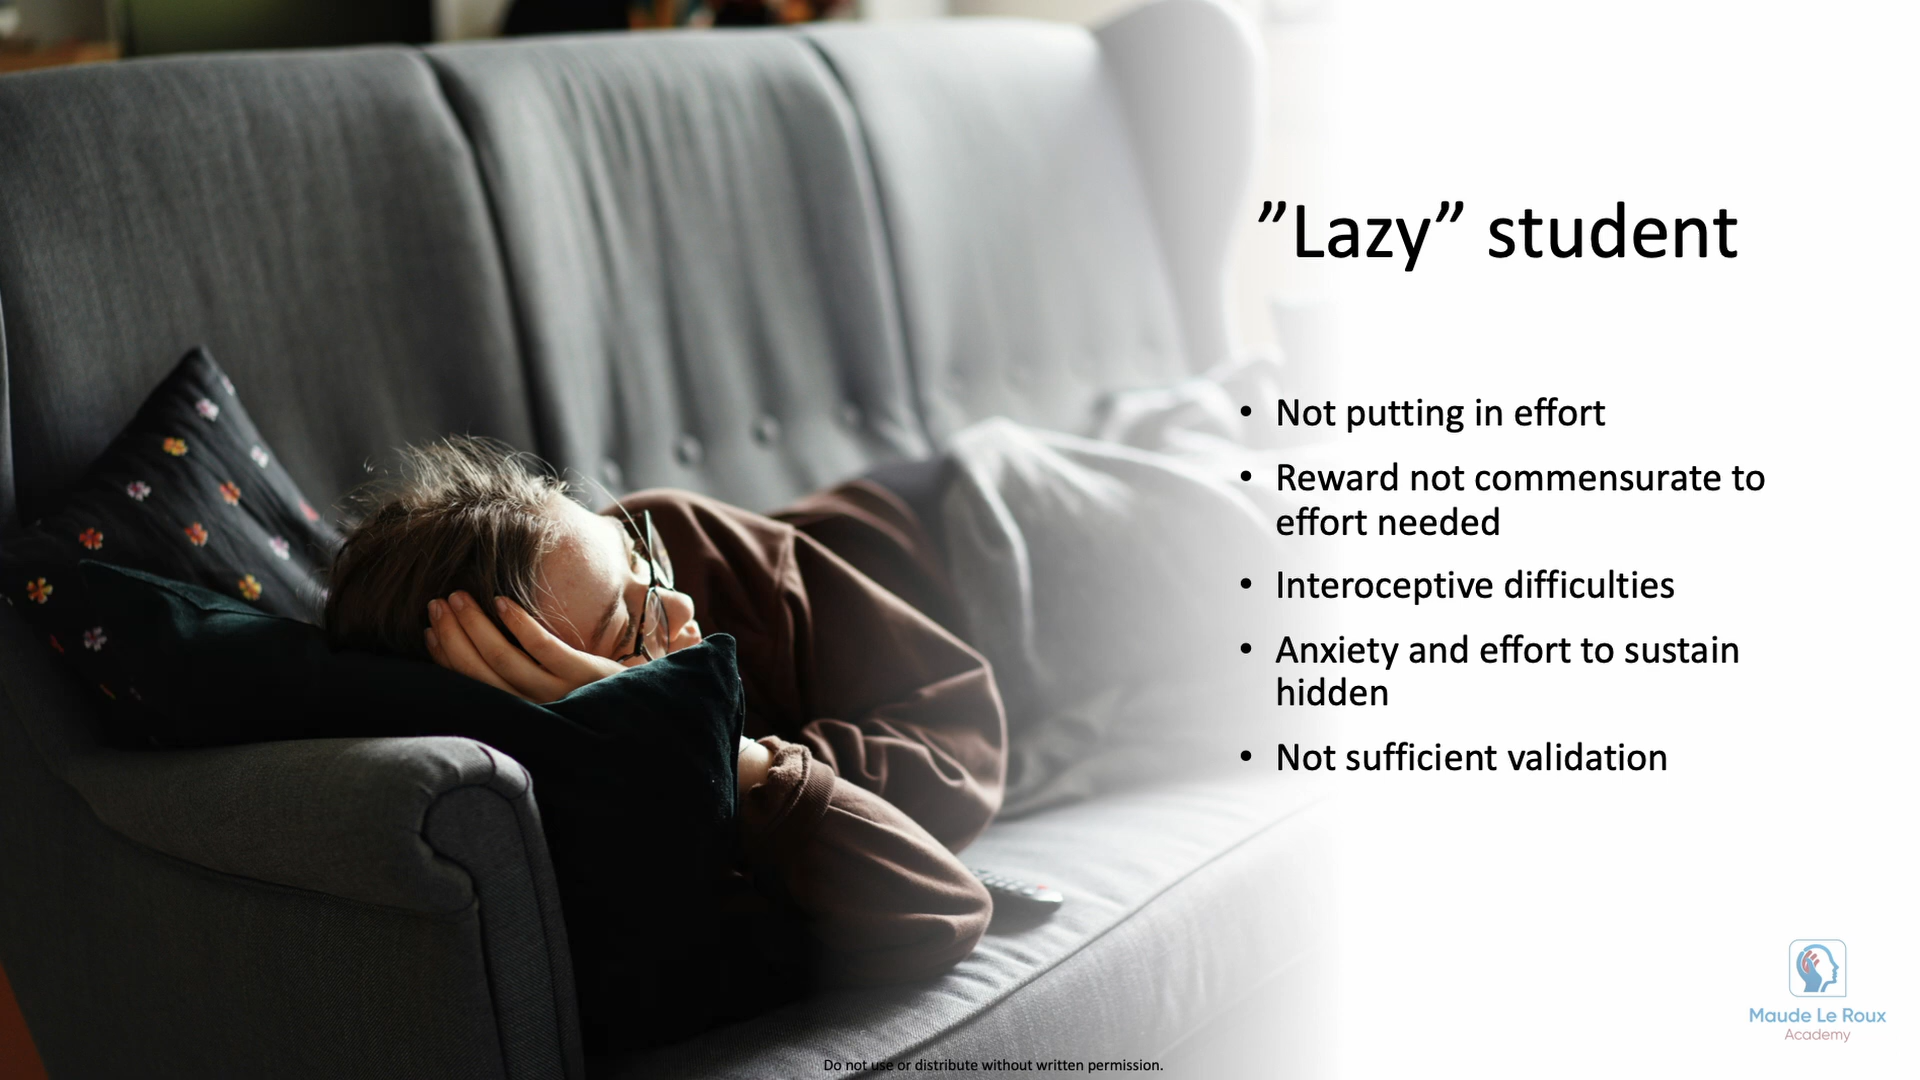 ”Lazy” student
• Not putting in effort
• Reward not commensurate to
effort needed
• Interoceptive difficulties
• Anxiety and effort to sustain
hidden
• Not sufficient validation
Maude Le Roux
Academy
Do not use or distribute without written permission.